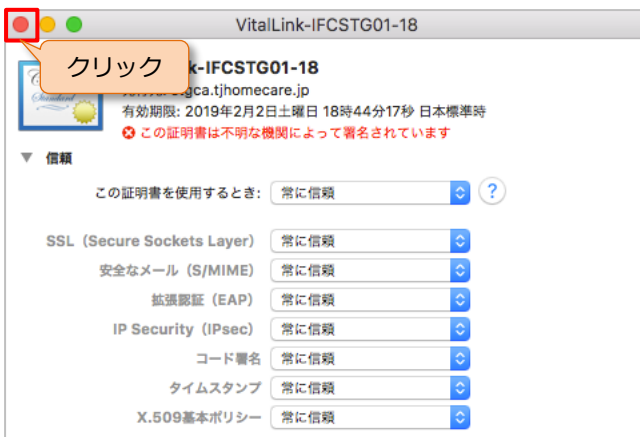 VitalLink-IFCSTG01-18
クリック
k-IFCSTG01-18
gca.tjhomecare.jp
有効期限: 2019年2月2日土曜日 18時44分17秒 日本標準時
この証明書は不明な機関によって署名されています
▼ 信頼
この証明書を使用するとき: 常に信頼 ?
SSL（Secure Sockets Layer） 常に信頼
安全なメール（S/MIME） 常に信頼
拡張認証（EAP） 常に信頼
IP Security（IPsec） 常に信頼
コード署名 常に信頼
タイムスタンプ 常に信頼
X.509基本ポリシー 常に信頼